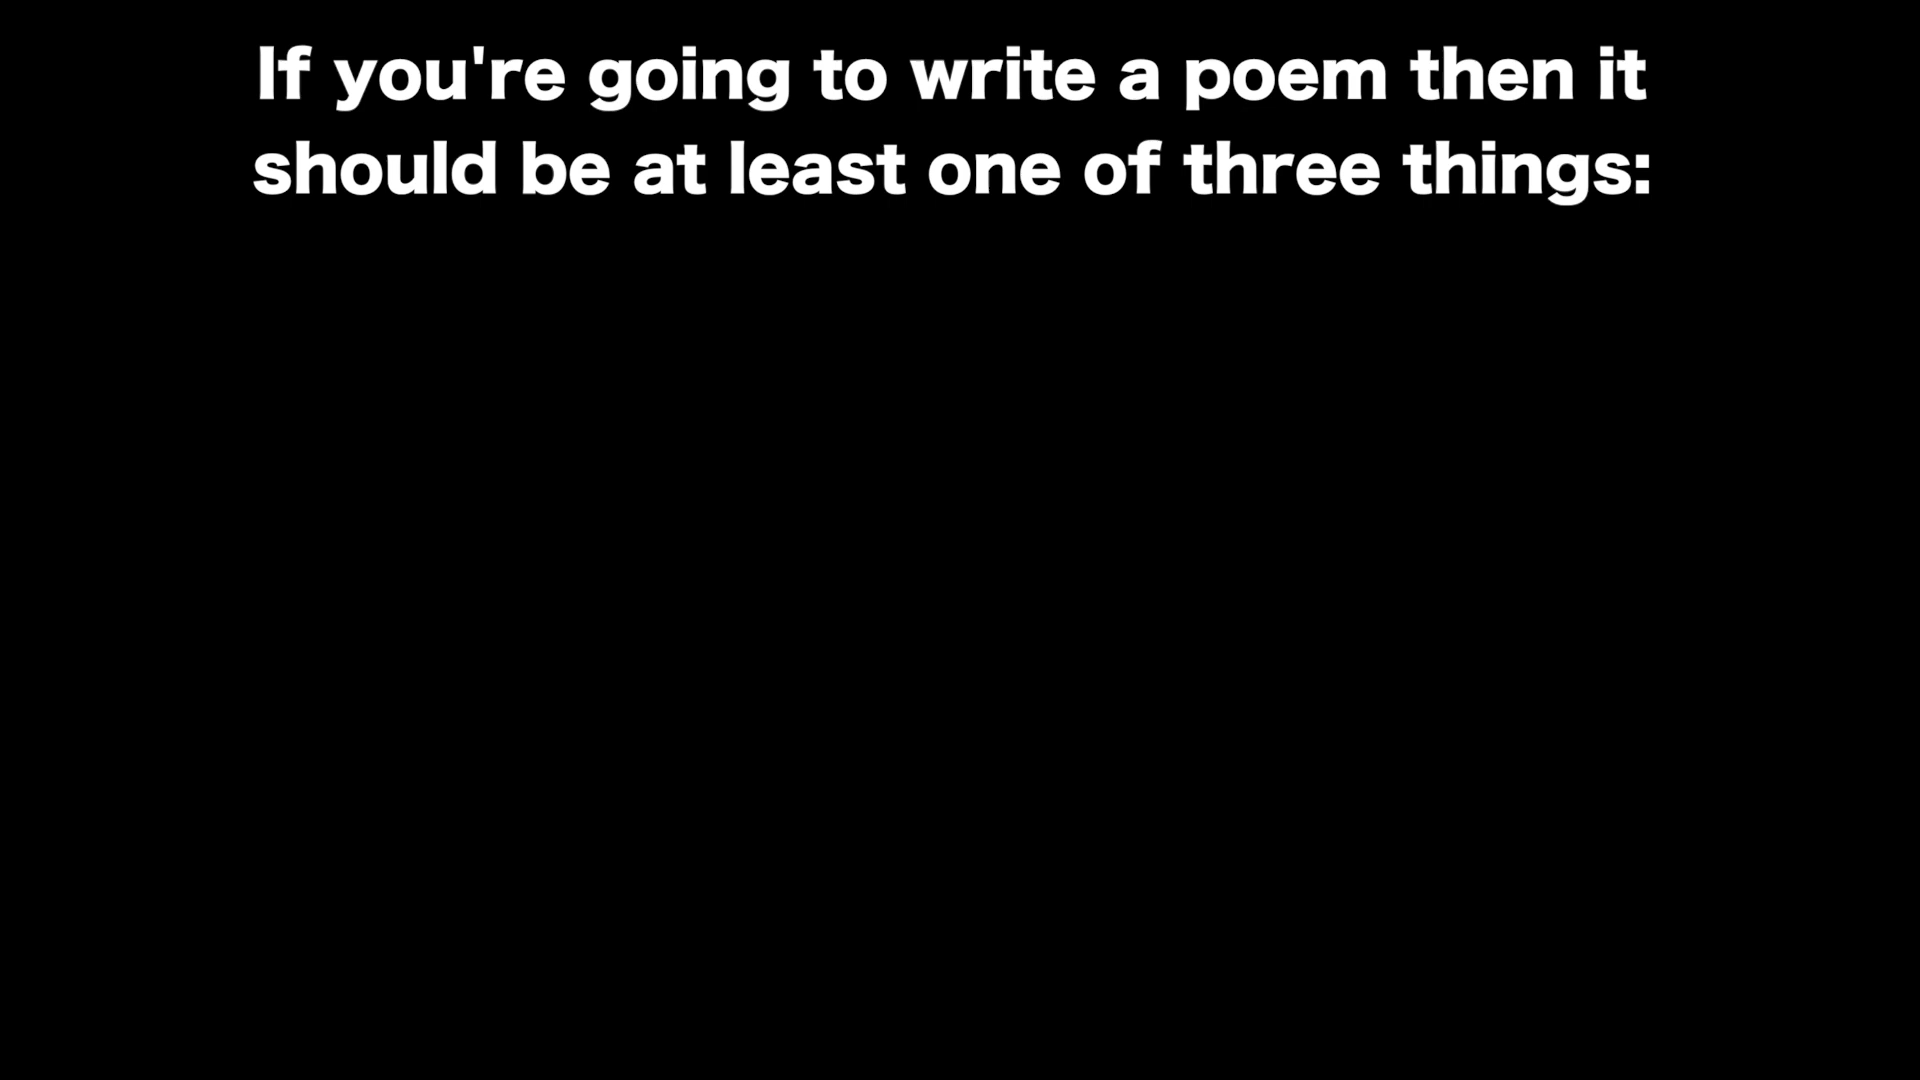 If you're going to write a poem then it
should be at least one of three things: